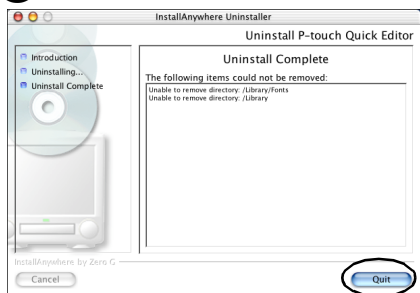 InstallAnywhere Uninstaller
Uninstall P-touch Quick Editor
Introduction
Uninstalling...
Uninstall Complete
Uninstall Complete
The following items could not be removed:
Unable to remove directory: /Library/Fonts
Unable to remove directory: /Library
InstallAnywhere by Zero G
Cancel
Quit